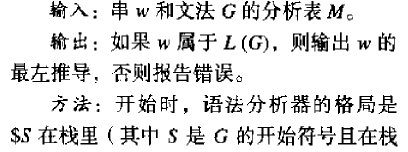 输入：串 w 和文法 G 的分析表 M。
输出：如果 w 属于 L (G)，则输出 w 的
最左推导，否则报告错误。
方法：开始时，语法分析器的格局是
$S 在栈里（其中 S 是 G 的开始符号且在栈